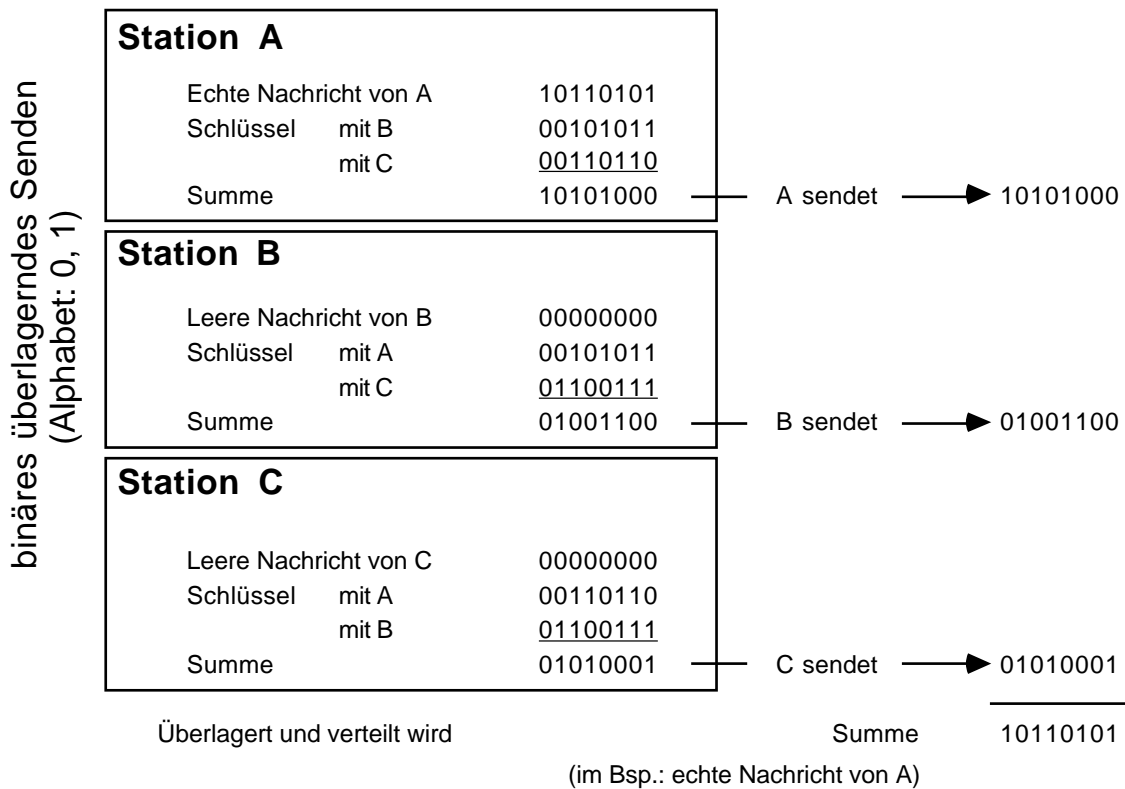 binäres überlagerndes Senden
(Alphabet: 0, 1)
Station A
Echte Nachricht von A 10110101
Schlüssel mit B 00101011
mit C 00110110
Summe 10101000 A sendet 10101000
Station B
Leere Nachricht von B 00000000
Schlüssel mit A 00101011
mit C 01100111
Summe 01001100 B sendet 01001100
Station C
Leere Nachricht von C 00000000
Schlüssel mit A 00110110
mit B 01100111
Summe 01010001 C sendet 01010001
Überlagert und verteilt wird Summe 10110101
(im Bsp.: echte Nachricht von A)